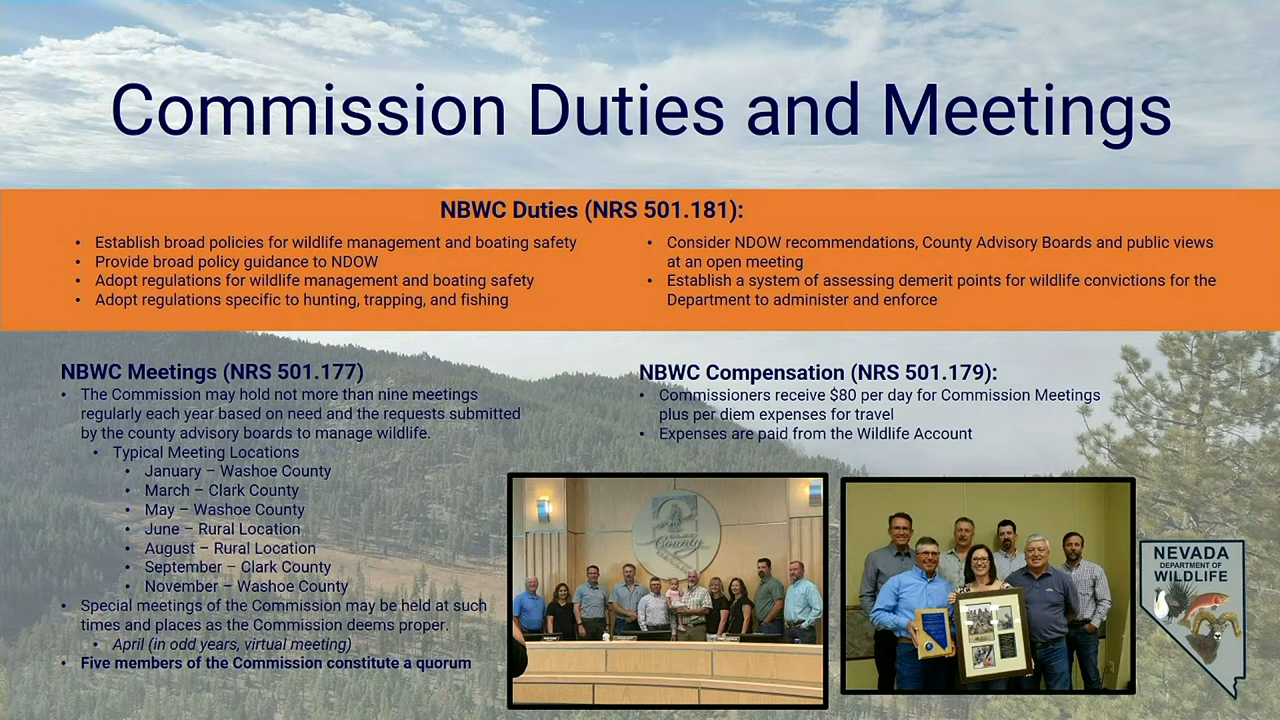 Commission Duties and Meetings
NBWC Duties (NRS 501.181):
• Establish broad policies for wildlife management and boating safety
• Provide broad policy guidance to NDOW
• Adopt regulations for wildlife management and boating safety
• Adopt regulations specific to hunting, trapping, and fishing
• Consider NDOW recommendations, County Advisory Boards and public views
at an open meeting
• Establish a system of assessing demerit points for wildlife convictions for the
Department to administer and enforce
NBWC Meetings (NRS 501.177)
• The Commission may hold not more than nine meetings
regularly each year based on need and the requests submitted
by the county advisory boards to manage wildlife.
• Typical Meeting Locations
• January – Washoe County
• March – Clark County
• May – Washoe County
• June – Rural Location
• August – Rural Location
• September – Clark County
• November – Washoe County
• Special meetings of the Commission may be held at such
times and places as the Commission deems proper.
• April (in odd years, virtual meeting)
• Five members of the Commission constitute a quorum
NBWC Compensation (NRS 501.179):
• Commissioners receive $80 per day for Commission Meetings
plus per diem expenses for travel
• Expenses are paid from the Wildlife Account
County
NEVADA
DEPARTMENT OF
WILDLIFE